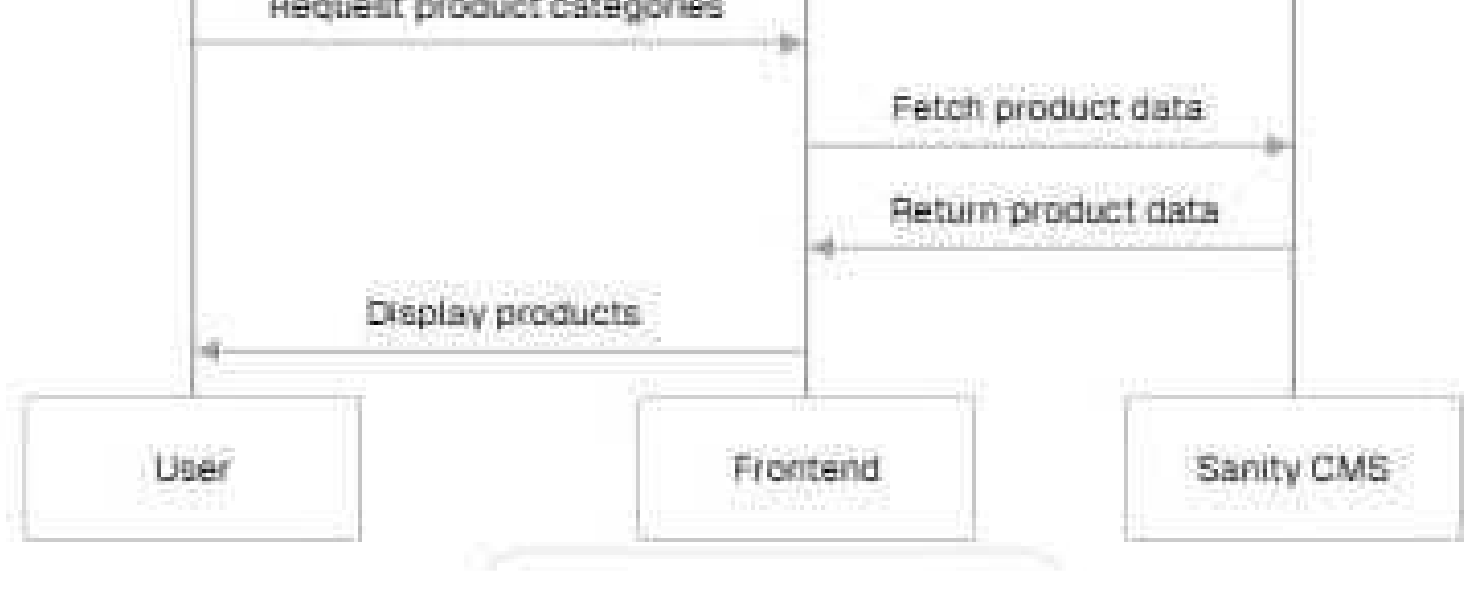 Request product categories
Fetch product data
Return product data
Display products
User
Frontend
Sanity CMS